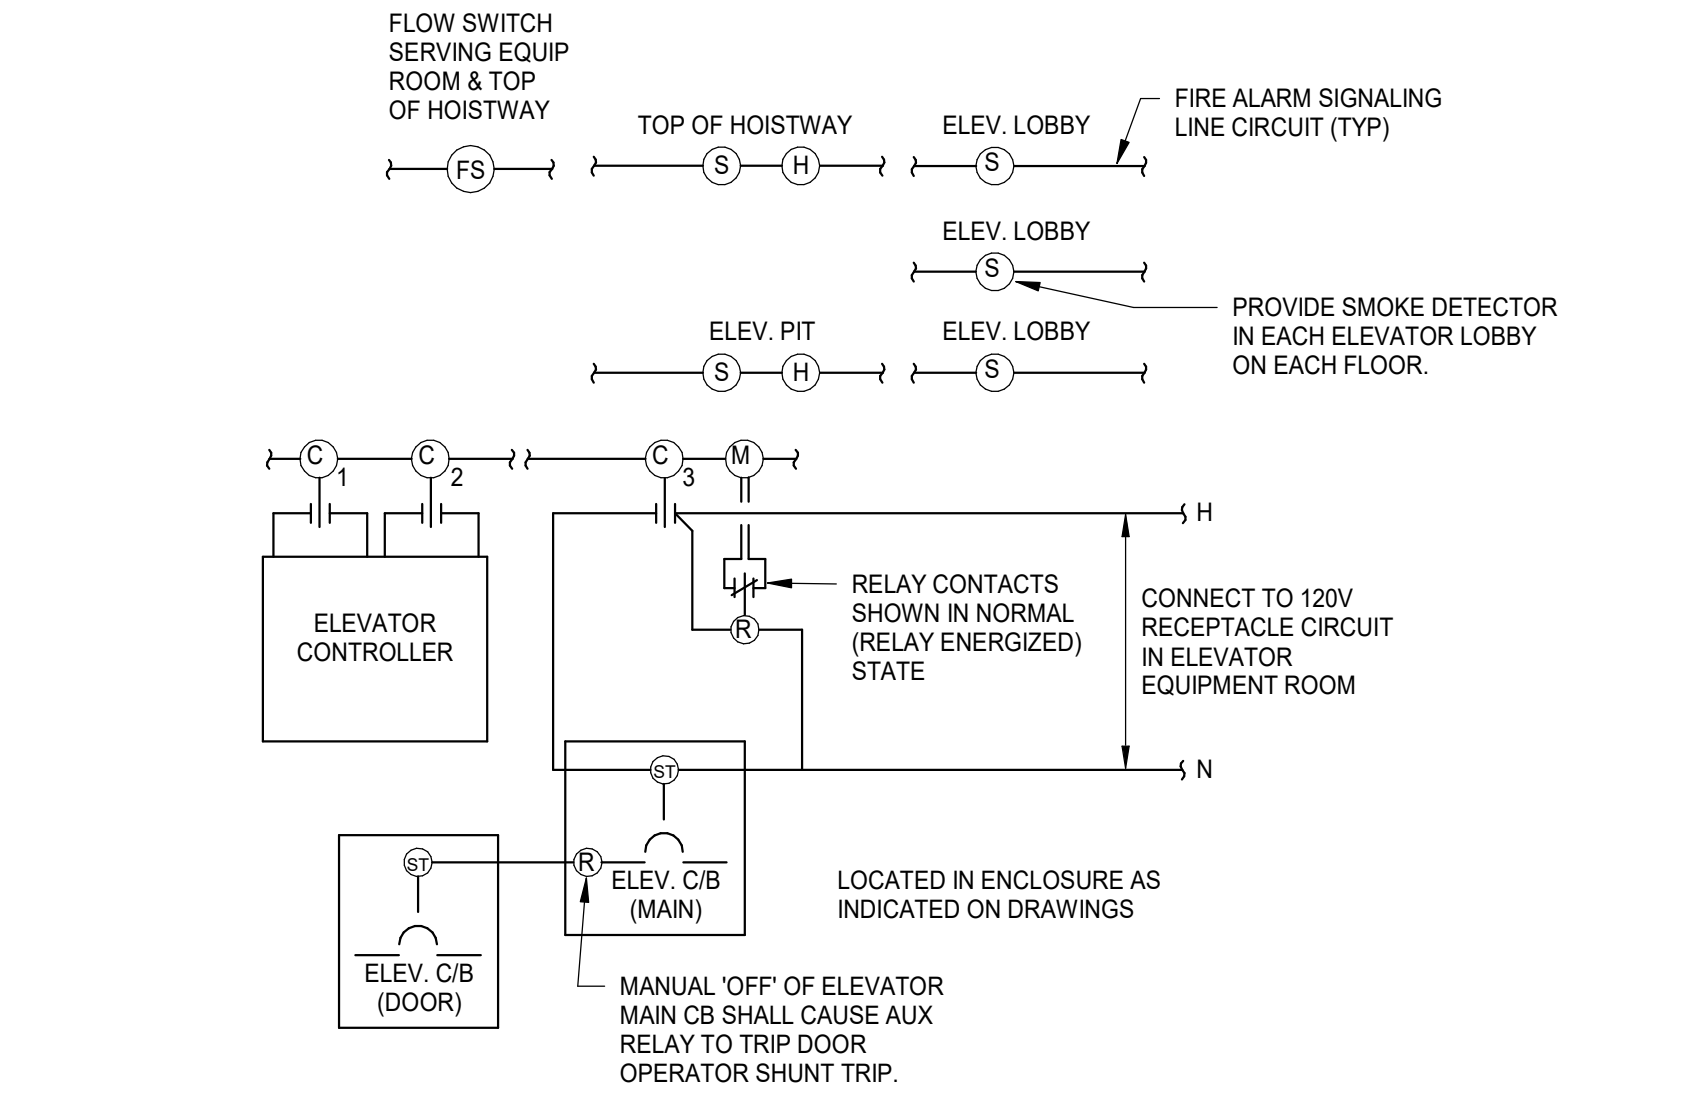 FLOW SWITCH
SERVING EQUIP
ROOM & TOP
OF HOISTWAY
FS
TOP OF HOISTWAY
S
H
ELEV. LOBBY
S
FIRE ALARM SIGNALING
LINE CIRCUIT (TYP)
ELEV. LOBBY
S
PROVIDE SMOKE DETECTOR
IN EACH ELEVATOR LOBBY
ON EACH FLOOR.
ELEV. PIT
S
H
ELEV. LOBBY
S
C
1
C
2
C
3
M
H
ELEVATOR
CONTROLLER
RELAY CONTACTS
SHOWN IN NORMAL
(RELAY ENERGIZED)
STATE
R
CONNECT TO 120V
RECEPTACLE CIRCUIT
IN ELEVATOR
EQUIPMENT ROOM
ST
N
ST
R
ELEV. C/B
(MAIN)
LOCATED IN ENCLOSURE AS
INDICATED ON DRAWINGS
ELEV. C/B
(DOOR)
MANUAL 'OFF' OF ELEVATOR
MAIN CB SHALL CAUSE AUX
RELAY TO TRIP DOOR
OPERATOR SHUNT TRIP.